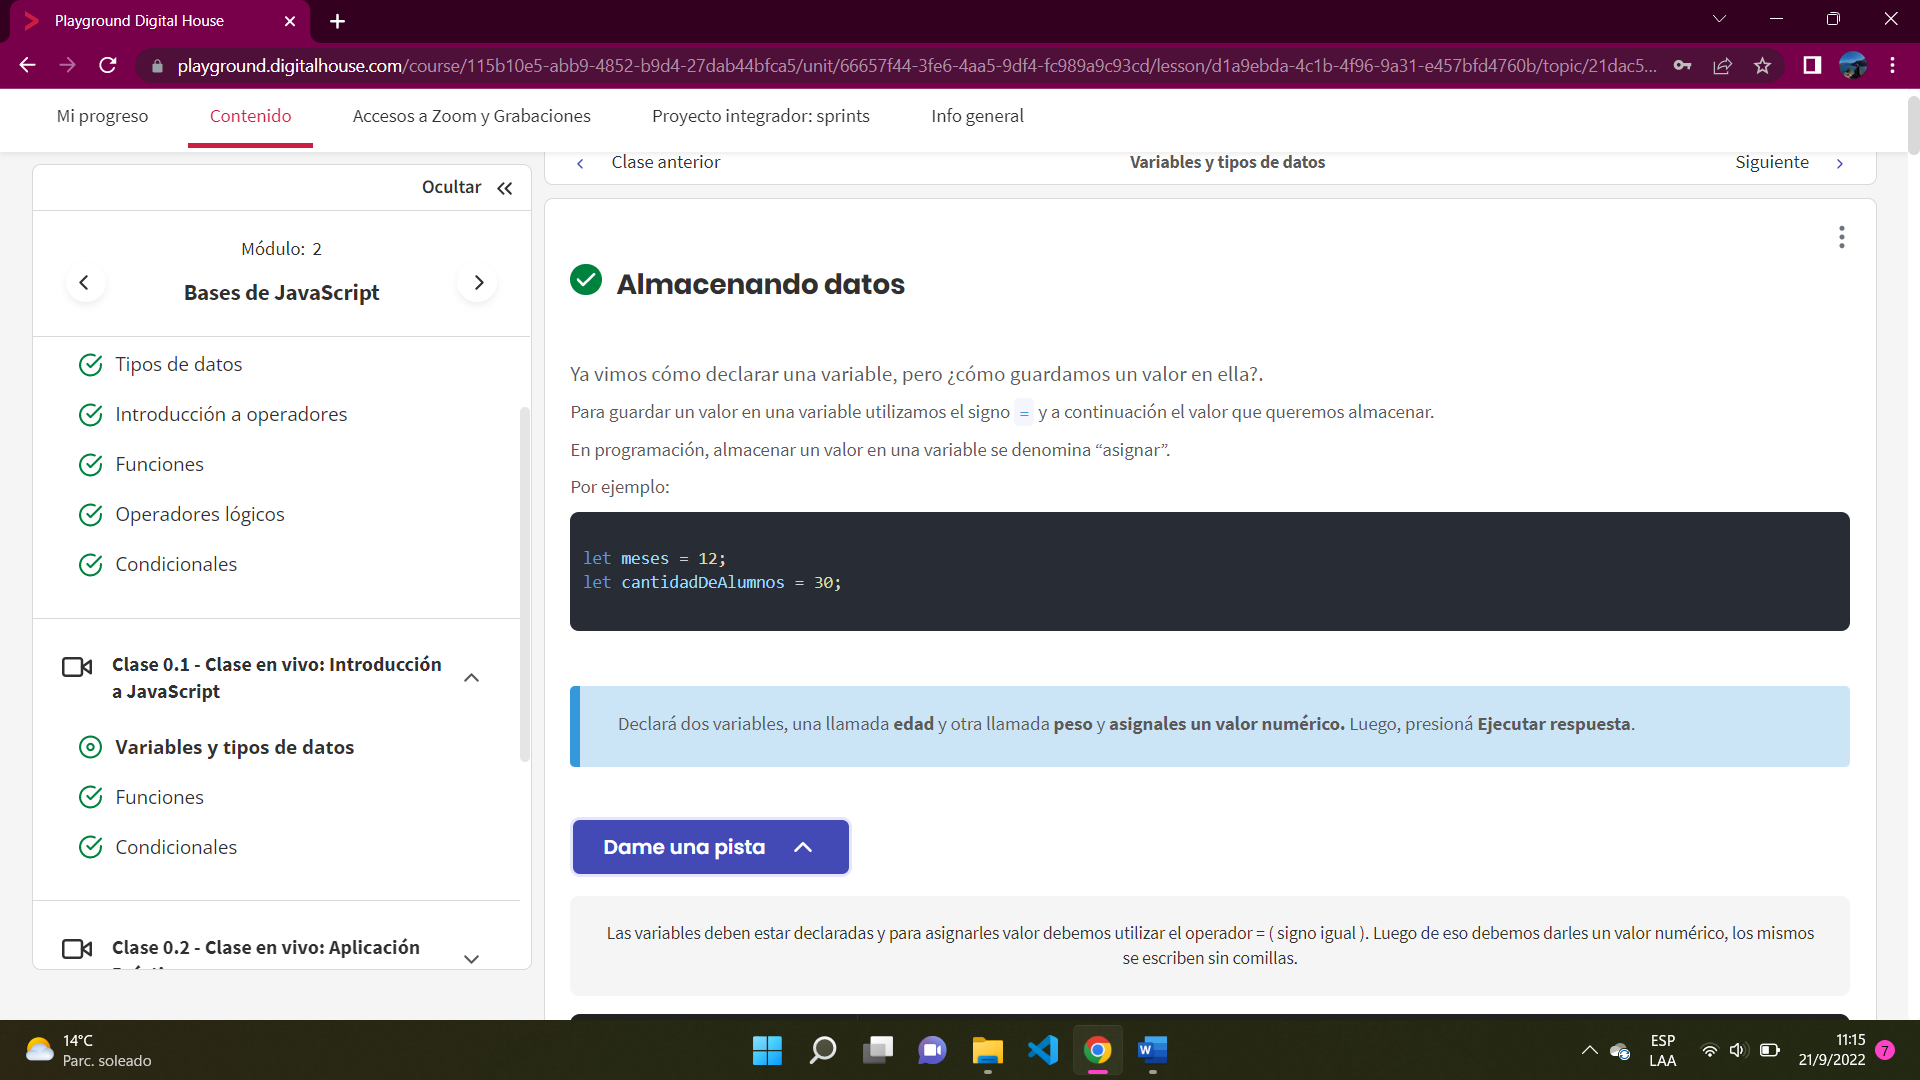 Playground Digital House
playground.digitalhouse.com/course/115b10e5-abb9-4852-b9d4-27dab44bfca5/unit/66657f44-3fe6-4aa5-9df4-fc989a9c93cd/lesson/d1a9ebda-4c1b-4f96-9a31-e457bfd4760b/topic/21dac5...
Mi progreso
Contenido
Accesos a Zoom y Grabaciones
Proyecto integrador: sprints
Info general
Clase anterior
Variables y tipos de datos
Siguiente
Ocultar
Módulo: 2
Bases de JavaScript
Tipos de datos
Introducción a operadores
Funciones
Operadores lógicos
Condicionales
Clase 0.1 - Clase en vivo: Introducción
a JavaScript
Variables y tipos de datos
Funciones
Condicionales
Clase 0.2 - Clase en vivo: Aplicación
Almacenando datos
Ya vimos cómo declarar una variable, pero ¿cómo guardamos un valor en ella?.
Para guardar un valor en una variable utilizamos el signo = y a continuación el valor que queremos almacenar.
En programación, almacenar un valor en una variable se denomina “asignar”.
Por ejemplo:
let meses = 12;
let cantidadDeAlumnos = 30;
Declará dos variables, una llamada edad y otra llamada peso y asignales un valor numérico. Luego, presioná Ejecutar respuesta.
Dame una pista
Las variables deben estar declaradas y para asignarles valor debemos utilizar el operador = ( signo igual ). Luego de eso debemos darles un valor numérico, los mismos
se escriben sin comillas.
14°C
Parc. soleado
W
ESP
LAA
11:15
21/9/2022
7